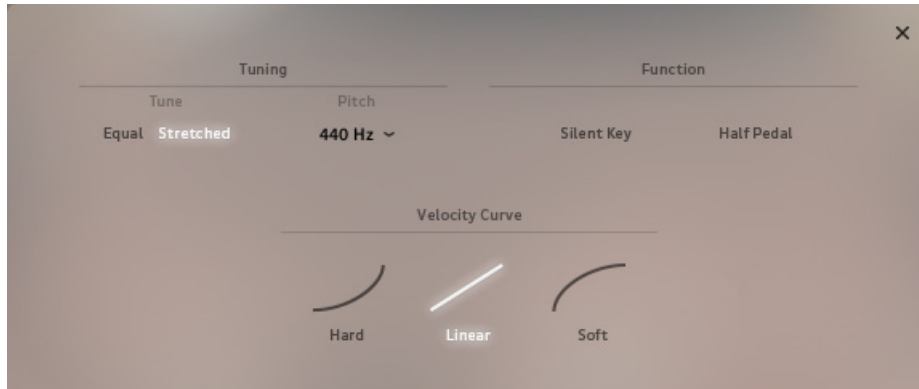 Tuning
Function
Tune
Pitch
Equal Stretched
440 Hz
Silent Key
Half Pedal
Velocity Curve
Hard
Linear
Soft